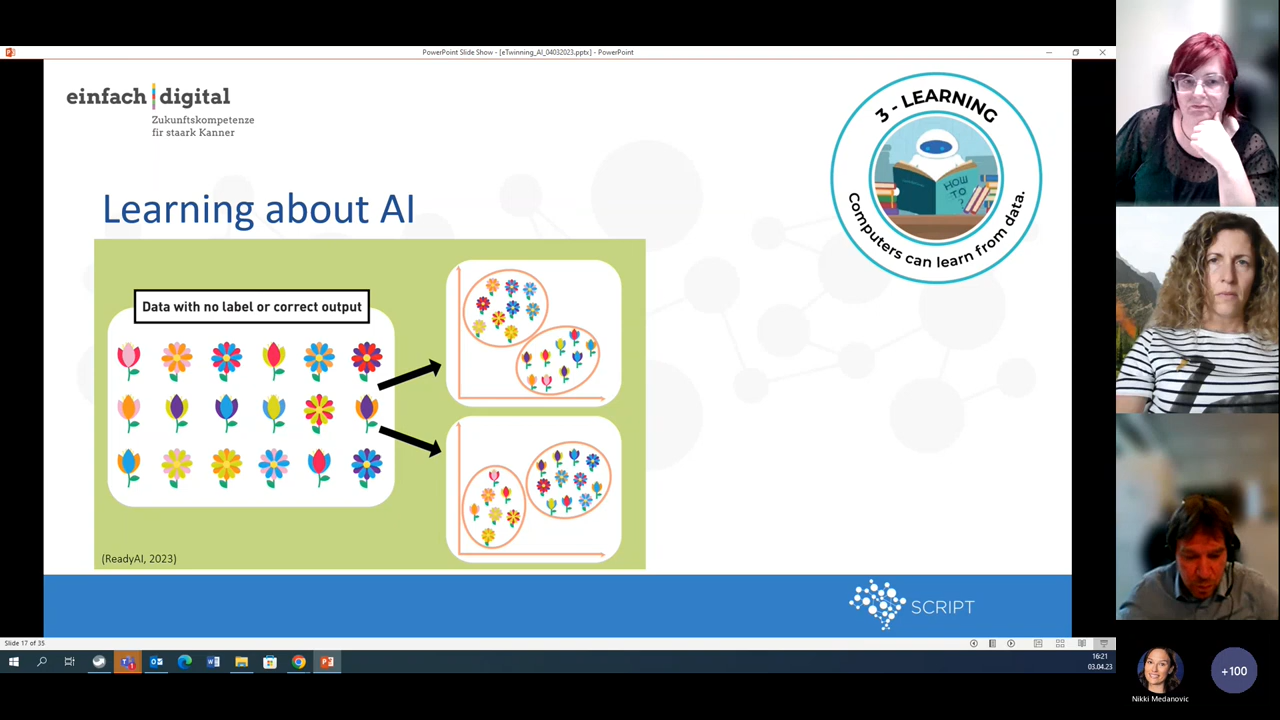 PowerPoint Slide Show - [eTwinning_AI_04032023.pptx] - PowerPoint
einfach digital
Zukunftskompetenze
fir staark Kanner
3 - LEARNING
HOW
TO
?
Computers can learn from data.
Learning about AI
Data with no label or correct output
(ReadyAI, 2023)
SCRIPT
Slide 17 of 35
16:21
03.04.23
Nikki Medanovic
+100